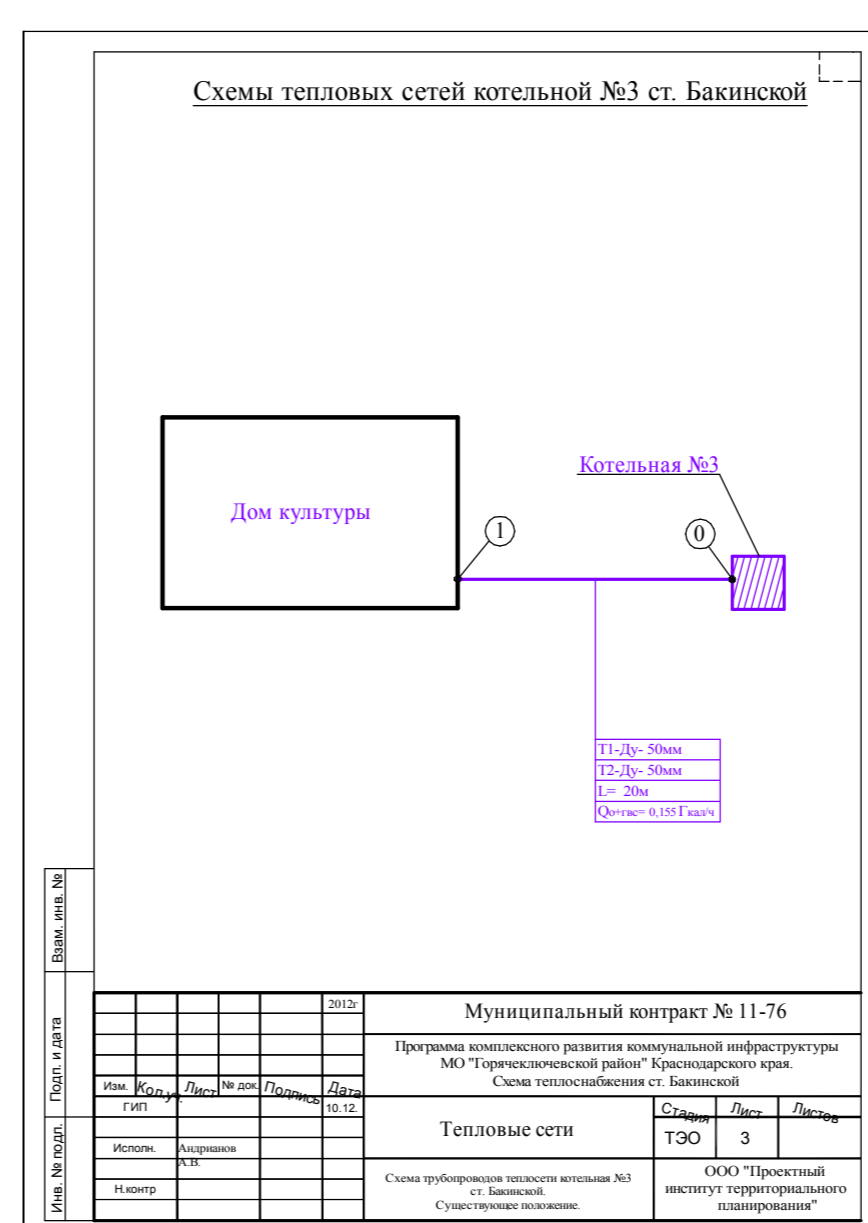 Схемы тепловых сетей котельной №3 ст. Бакинской
Котельная №3
Дом культуры
1
0
Т1-Ду- 50мм
Т2-Ду- 50мм
L= 20м
Qо+гвс= 0,155 Гкал/ч
Взам. инв. №
Подп. и дата
Инв. № подл.
2012г
Муниципальный контракт № 11-76
Программа комплексного развития коммунальной инфраструктуры
МО "Горячеключевской район" Краснодарского края.
Схема теплоснабжения ст. Бакинской
Изм. Кол.уч. Лист № док. Подпись Дата
ГИП 10.12.
Тепловые сети
Стадия Лист Листов
ТЭО 3
Исполн. Андрианов
А.В.
Н.контр
Схема трубопроводов теплосети котельная №3
ст. Бакинской.
Существующее положение.
ООО "Проектный
институт территориального
планирования"